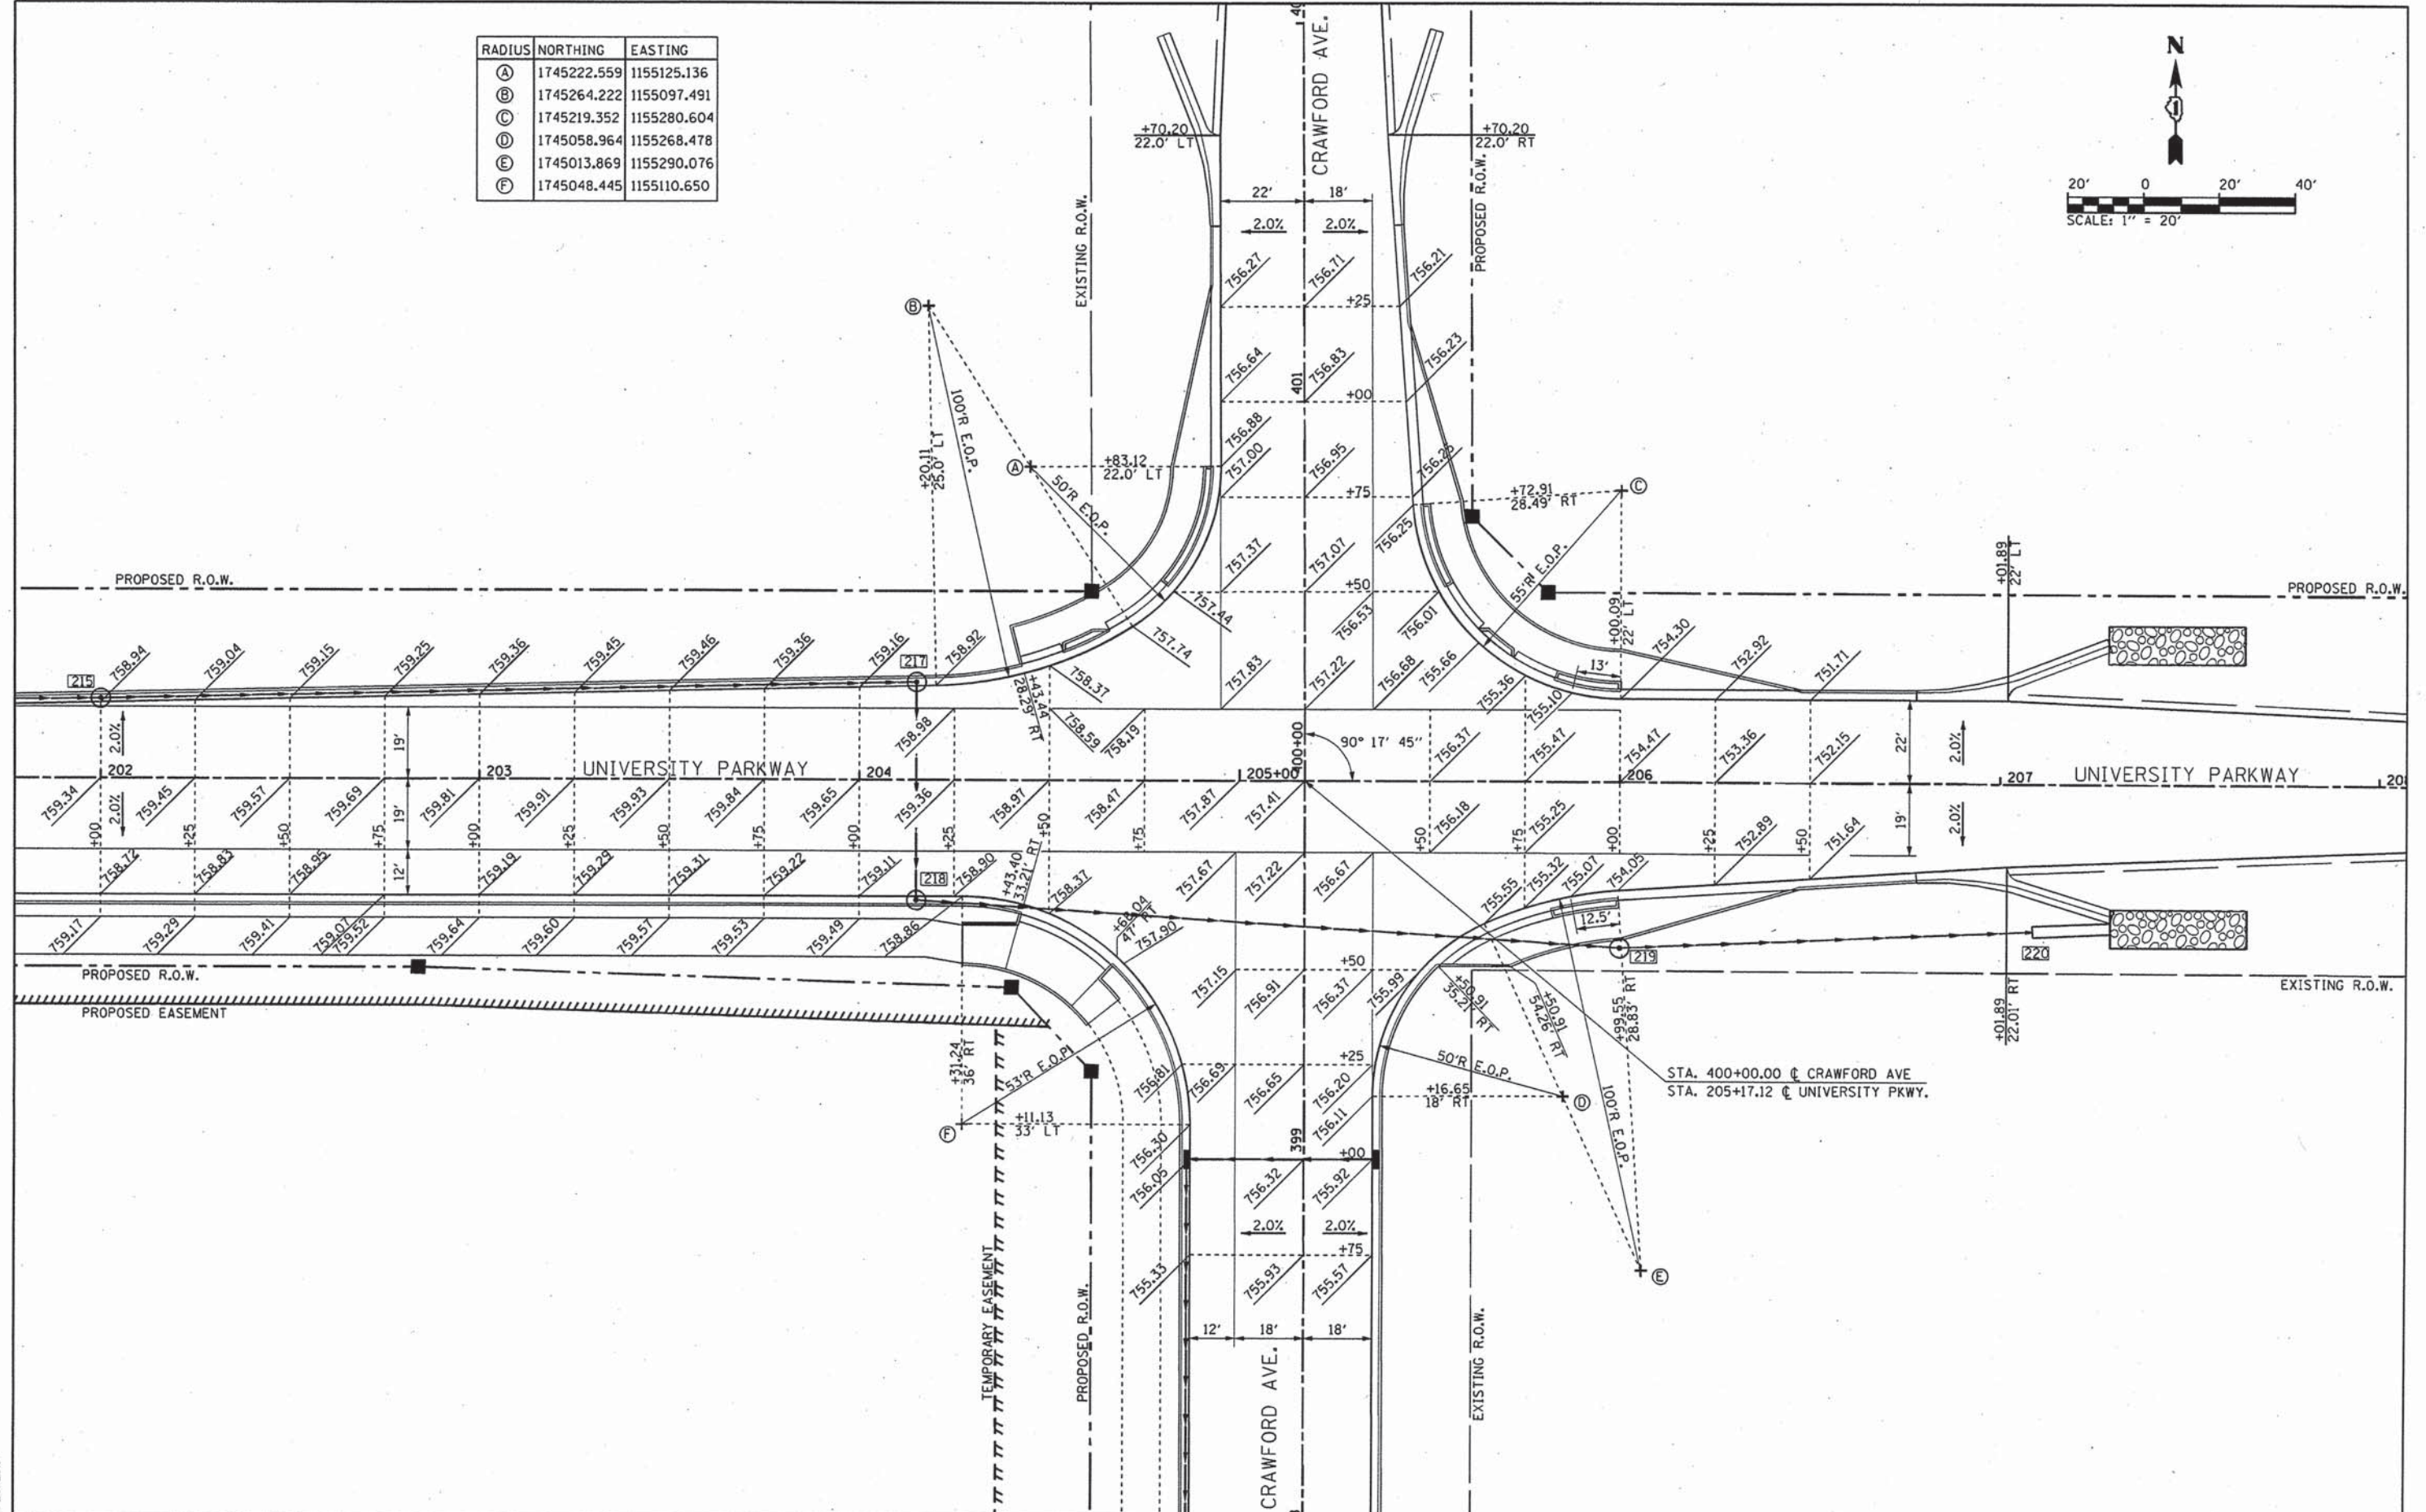 RADIUS NORTHING EASTING
A 1745222.559 1155125.136
B 1745264.222 1155097.491
C 1745219.352 1155280.604
D 1745058.964 1155268.478
E 1745013.869 1155290.076
F 1745048.445 1155110.650
CRAWFORD AVE.
N
20' 0 20' 40'
SCALE: 1" = 20'
+70.20
22.0' LT
+70.20
22.0' RT
EXISTING R.O.W.
PROPOSED R.O.W.
22' 18'
2.0% 2.0%
756.27 756.71 756.21
+25
756.64 756.83 756.23
401
+00
756.88
757.00 756.95 756.25
+75
B
100'R E.O.P.
+20.11
25.0' LT
A
+83.12
22.0' LT
50'R E.O.P.
+72.91
28.49' RT
C
55'R E.O.P.
756.25
757.37 757.07
+50
756.53 756.01
757.44
757.74
+00.09
22' LT
+01.89
22' LT
PROPOSED R.O.W.
PROPOSED R.O.W.
215
758.94 759.04 759.15 759.25 759.36 759.45 759.46 759.36 759.16
217
758.92
758.37
+43.44
28.29' RT
757.83 757.22 756.68 755.66
755.36
755.10
13'
754.30 752.92 751.71
758.98 758.59 758.19
2.0% 19'
400+00
90° 17' 45"
756.37 755.47 754.47 753.36 752.15
22' 2.0%
202 203 UNIVERSITY PARKWAY 204 205+00 206 207 UNIVERSITY PARKWAY
759.34 759.45 759.57 759.69 759.81 759.91 759.93 759.84 759.65 759.36 758.97 758.47 757.87 757.41
756.18 755.25 752.89 751.64
2.0% 19'
19' 2.0%
+00 +25 +50 +75 +00 +25 +50 +75 +00 +25 +50 +75 +50 +75 +00 +25 +50
12'
758.72 758.83 758.95 759.19 759.29 759.31 759.22 759.11
218
758.90
+43.40
33.21' RT
758.37
757.67 757.22 756.67
755.55 755.32 755.07 754.05
12.5'
759.17 759.29 759.41 759.07 759.52 759.64 759.60 759.57 759.53 759.49 758.86
+68.04
47' RT
757.90
219
220
PROPOSED R.O.W.
PROPOSED EASEMENT
EXISTING R.O.W.
757.15 756.91 756.37 755.99
+50
+50.91
35.21' RT
+50.91
54.26' RT
+99.55
28.83' RT
+01.89
22.01' RT
+31.24
36' RT
53'R E.O.P.
756.81 756.69 756.65 756.20
+25
50'R E.O.P.
+16.65
18' RT
D
100'R E.O.P.
STA. 400+00.00 ℄ CRAWFORD AVE
STA. 205+17.12 ℄ UNIVERSITY PKWY.
F
+11.13
33' LT
756.11
756.30
399
+00
756.05 756.32 755.92
2.0% 2.0%
+75
755.33 755.93 755.57
E
12' 18' 18'
TEMPORARY EASEMENT
PROPOSED R.O.W.
CRAWFORD AVE.
EXISTING R.O.W.